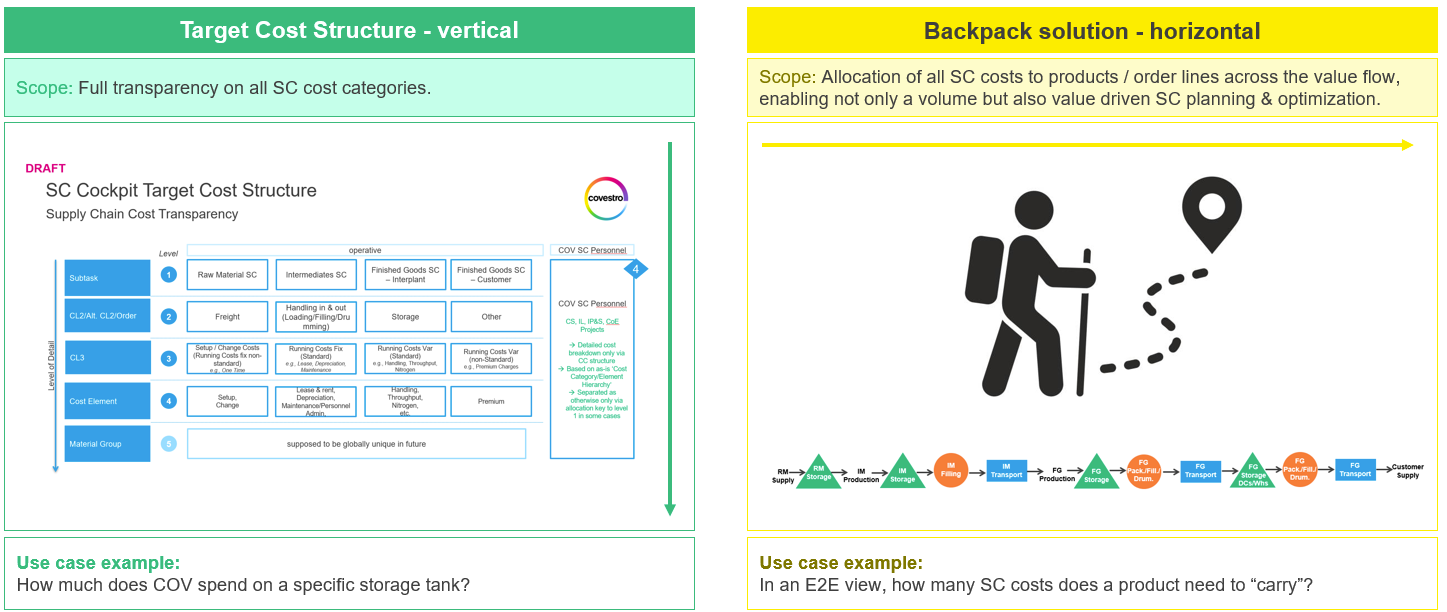 Target Cost Structure - vertical
Scope: Full transparency on all SC cost categories.
DRAFT
SC Cockpit Target Cost Structure
Supply Chain Cost Transparency
covestro
Level
operative
COV SC Personnel
Level of Detail
Subtask
1
Raw Material SC
Intermediates SC
Finished Goods SC
– Interplant
Finished Goods SC
– Customer
4
CL2/Alt. CL2/Order
2
Freight
Handling in & out
(Loading/Filling/Dru
mming)
Storage
Other
CL3
3
Setup / Change Costs
(Running Costs fix non-
standard)
e.g., One Time
Running Costs Fix
(Standard)
e.g., Lease, Depreciation,
Maintenance
Running Costs Var
(Standard)
e.g., Handling, Throughput,
Nitrogen
Running Costs Var
(non-Standard)
e.g., Premium Charges
Cost Element
4
Setup,
Change
Lease & rent,
Depreciation,
Maintenance/Personnel
Admin,
Handling,
Throughput,
Nitrogen,
etc.
Premium
Material Group
5
supposed to be globally unique in future
COV SC Personnel
CS, IL, IP&S, CoE
Projects
→ Detailed cost
breakdown only via
CC structure
→ Based on as-is 'Cost
Category/Element
Hierarchy'
→ Separated as
otherwise only via
allocation key to level
1 in some cases
Use case example:
How much does COV spend on a specific storage tank?
Backpack solution - horizontal
Scope: Allocation of all SC costs to products / order lines across the value flow,
enabling not only a volume but also value driven SC planning & optimization.
RM
Supply
RM
Storage
IM
Production
IM
Storage
IM
Filling
IM
Transport
FG
Production
FG
Storage
FG
Pack./Fill./
Drum.
FG
Transport
FG
Storage
DCs/Whs
FG
Pack./Fill./
Drum.
FG
Transport
Customer
Supply
Use case example:
In an E2E view, how many SC costs does a product need to “carry”?